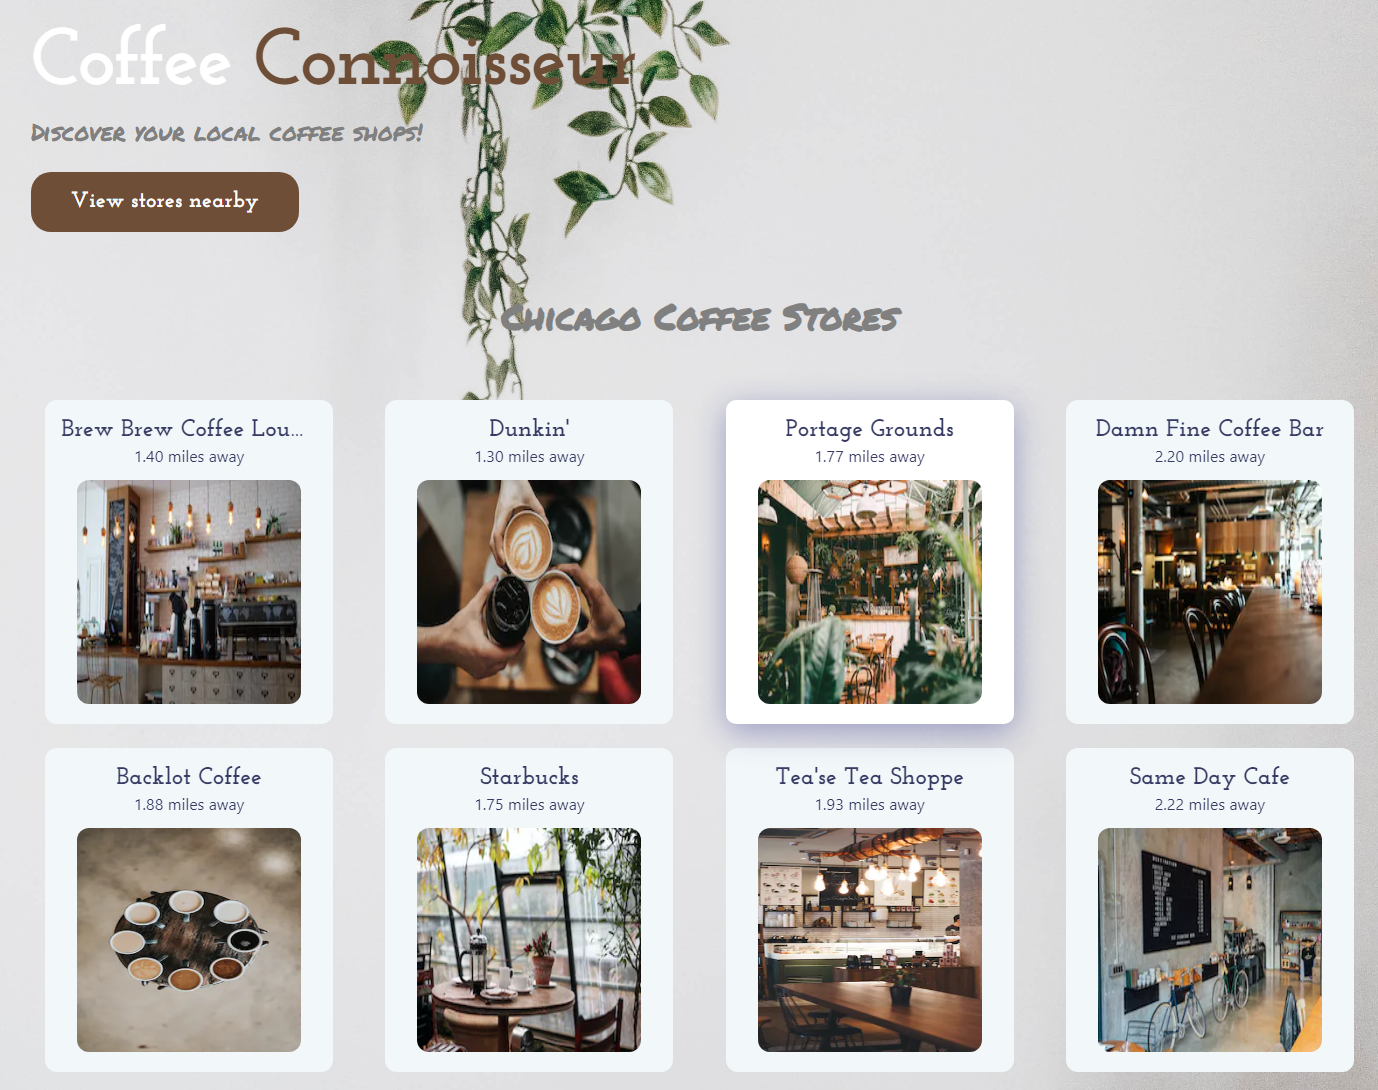 Coffee Connoisseur
Discover your local coffee shops!
View stores nearby
Chicago Coffee Stores
Brew Brew Coffee Lou...
1.40 miles away
Dunkin'
1.30 miles away
Portage Grounds
1.77 miles away
Damn Fine Coffee Bar
2.20 miles away
Backlot Coffee
1.88 miles away
Starbucks
1.75 miles away
Tea'se Tea Shoppe
1.93 miles away
Same Day Cafe
2.22 miles away